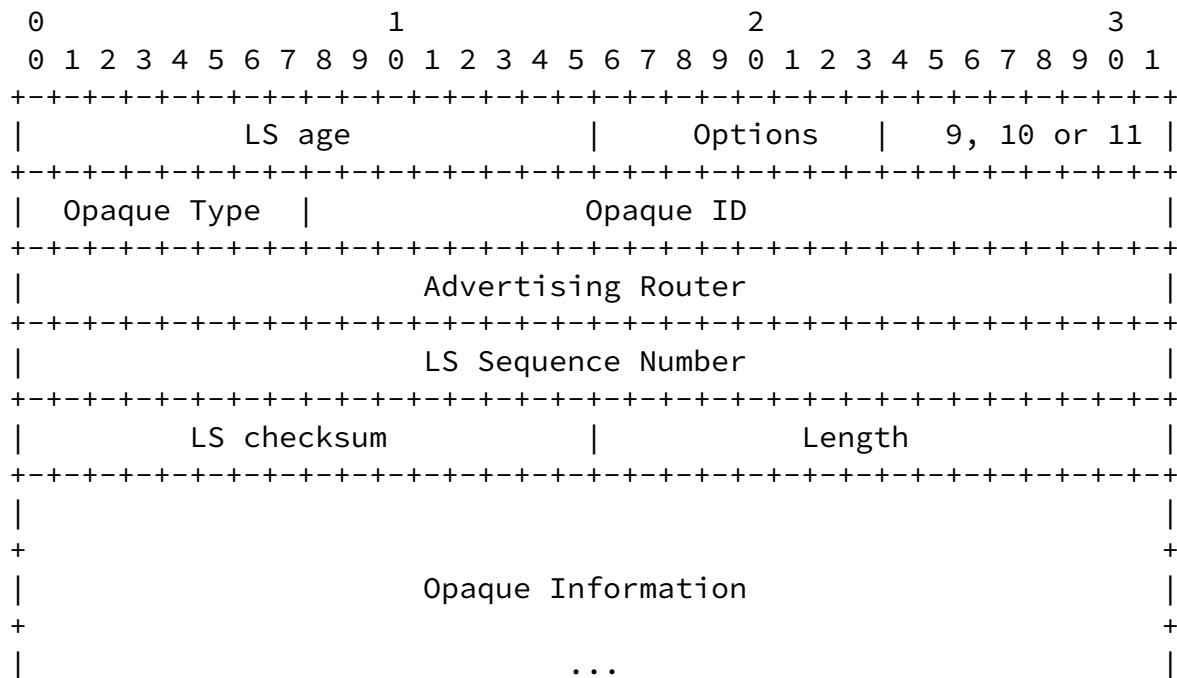 0                   1                   2                   3
 0 1 2 3 4 5 6 7 8 9 0 1 2 3 4 5 6 7 8 9 0 1 2 3 4 5 6 7 8 9 0 1
+-+-+-+-+-+-+-+-+-+-+-+-+-+-+-+-+-+-+-+-+-+-+-+-+-+-+-+-+-+-+-+-+
|            LS age             |     Options   |   9, 10 or 11 |
+-+-+-+-+-+-+-+-+-+-+-+-+-+-+-+-+-+-+-+-+-+-+-+-+-+-+-+-+-+-+-+-+
|  Opaque Type  |               Opaque ID                       |
+-+-+-+-+-+-+-+-+-+-+-+-+-+-+-+-+-+-+-+-+-+-+-+-+-+-+-+-+-+-+-+-+
|                      Advertising Router                       |
+-+-+-+-+-+-+-+-+-+-+-+-+-+-+-+-+-+-+-+-+-+-+-+-+-+-+-+-+-+-+-+-+
|                      LS Sequence Number                       |
+-+-+-+-+-+-+-+-+-+-+-+-+-+-+-+-+-+-+-+-+-+-+-+-+-+-+-+-+-+-+-+-+
|         LS checksum           |           Length              |
+-+-+-+-+-+-+-+-+-+-+-+-+-+-+-+-+-+-+-+-+-+-+-+-+-+-+-+-+-+-+-+-+
|                                                               |
+                                                               +
|                      Opaque Information                       |
+                                                               +
|                              ...                              |